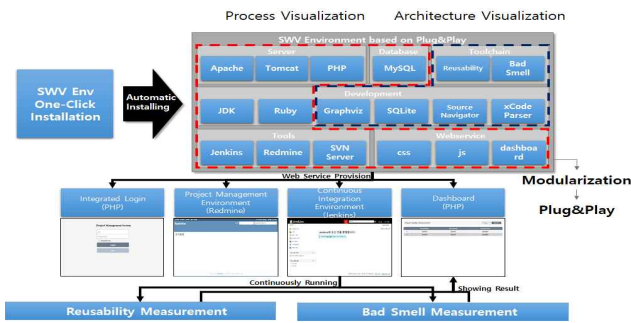 Process Visualization Architecture Visualization
SWV Environment based on Plug&Play
Server Database Toolchain
Apache Tomcat PHP MySQL Reusability Bad Smell
SWV Env One-Click Installation
Automatic Installing
Development
JDK Ruby Graphviz SQLite Source Navigator xCode Parser
Tools Webservice
Jenkins Redmine SVN Server css js dashboa rd
Web Service Provision
Modularization
Plug&Play
Integrated Login (PHP)
Project Management Environment (Redmine)
Continuous Integration Environment (Jenkins)
Dashboard (PHP)
Continuously Running Showing Result
Reusability Measurement Bad Smell Measurement